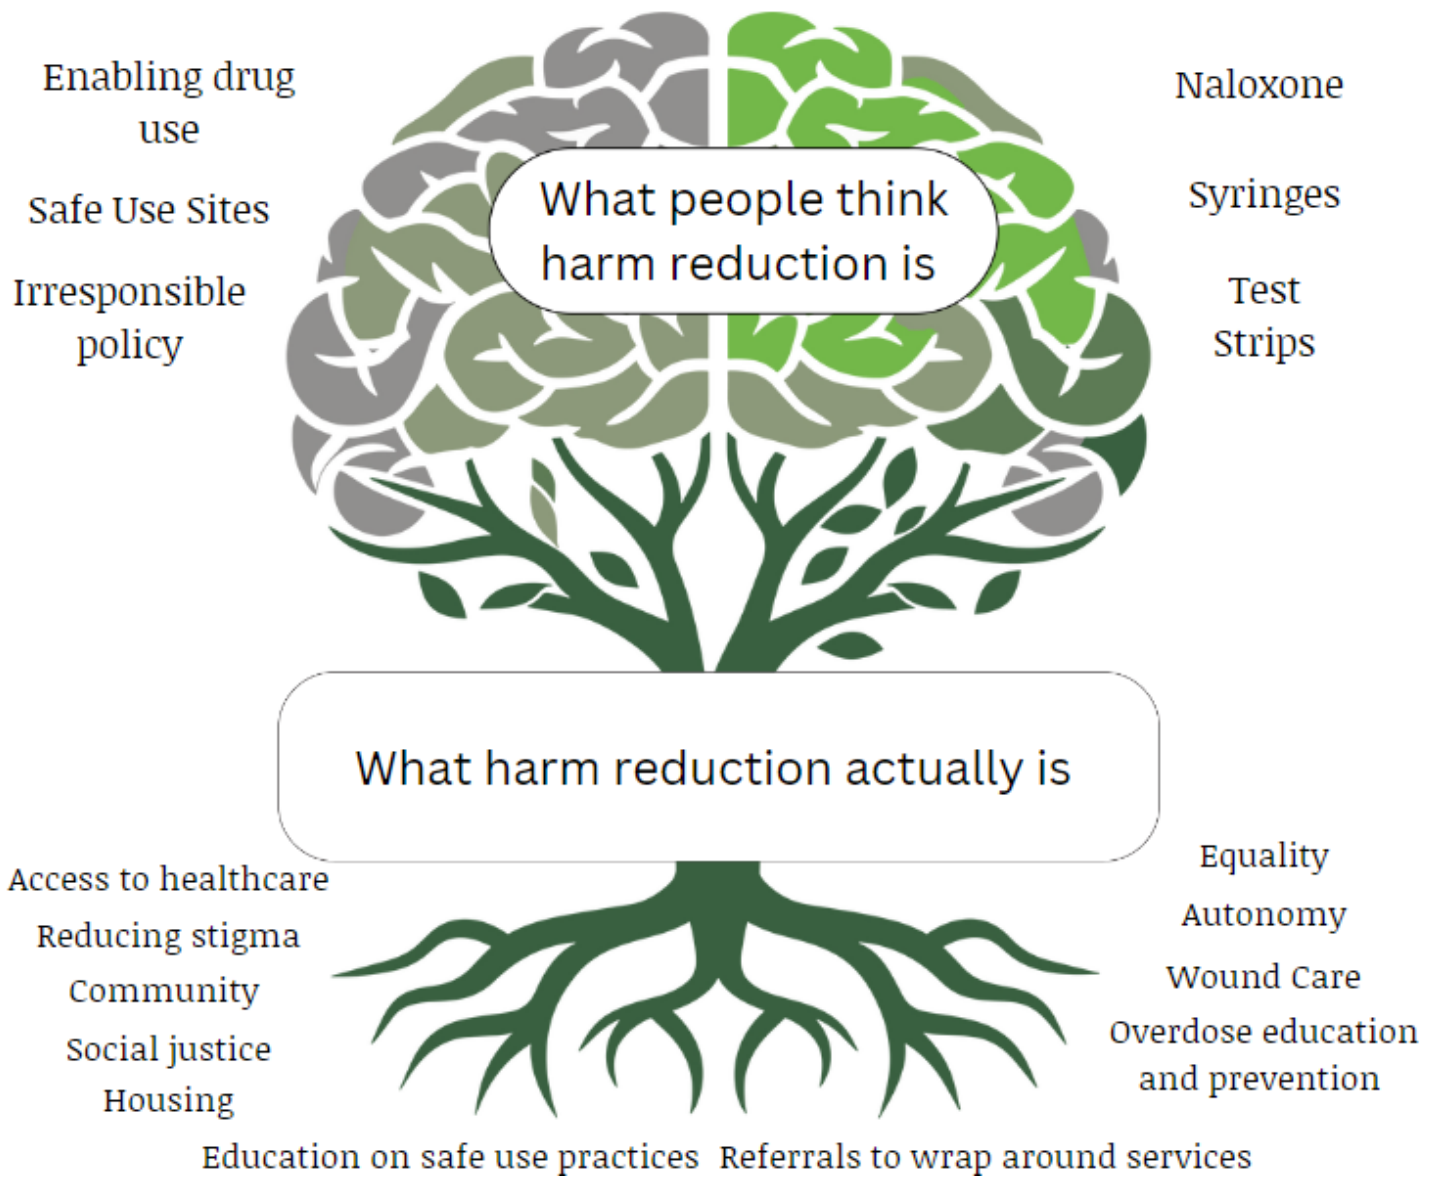 Enabling drug
use
Safe Use Sites
Irresponsible
policy
What people think
harm reduction is
Naloxone
Syringes
Test
Strips
What harm reduction actually is
Access to healthcare
Reducing stigma
Community
Social justice
Housing
Equality
Autonomy
Wound Care
Overdose education
and prevention
Education on safe use practices
Referrals to wrap around services